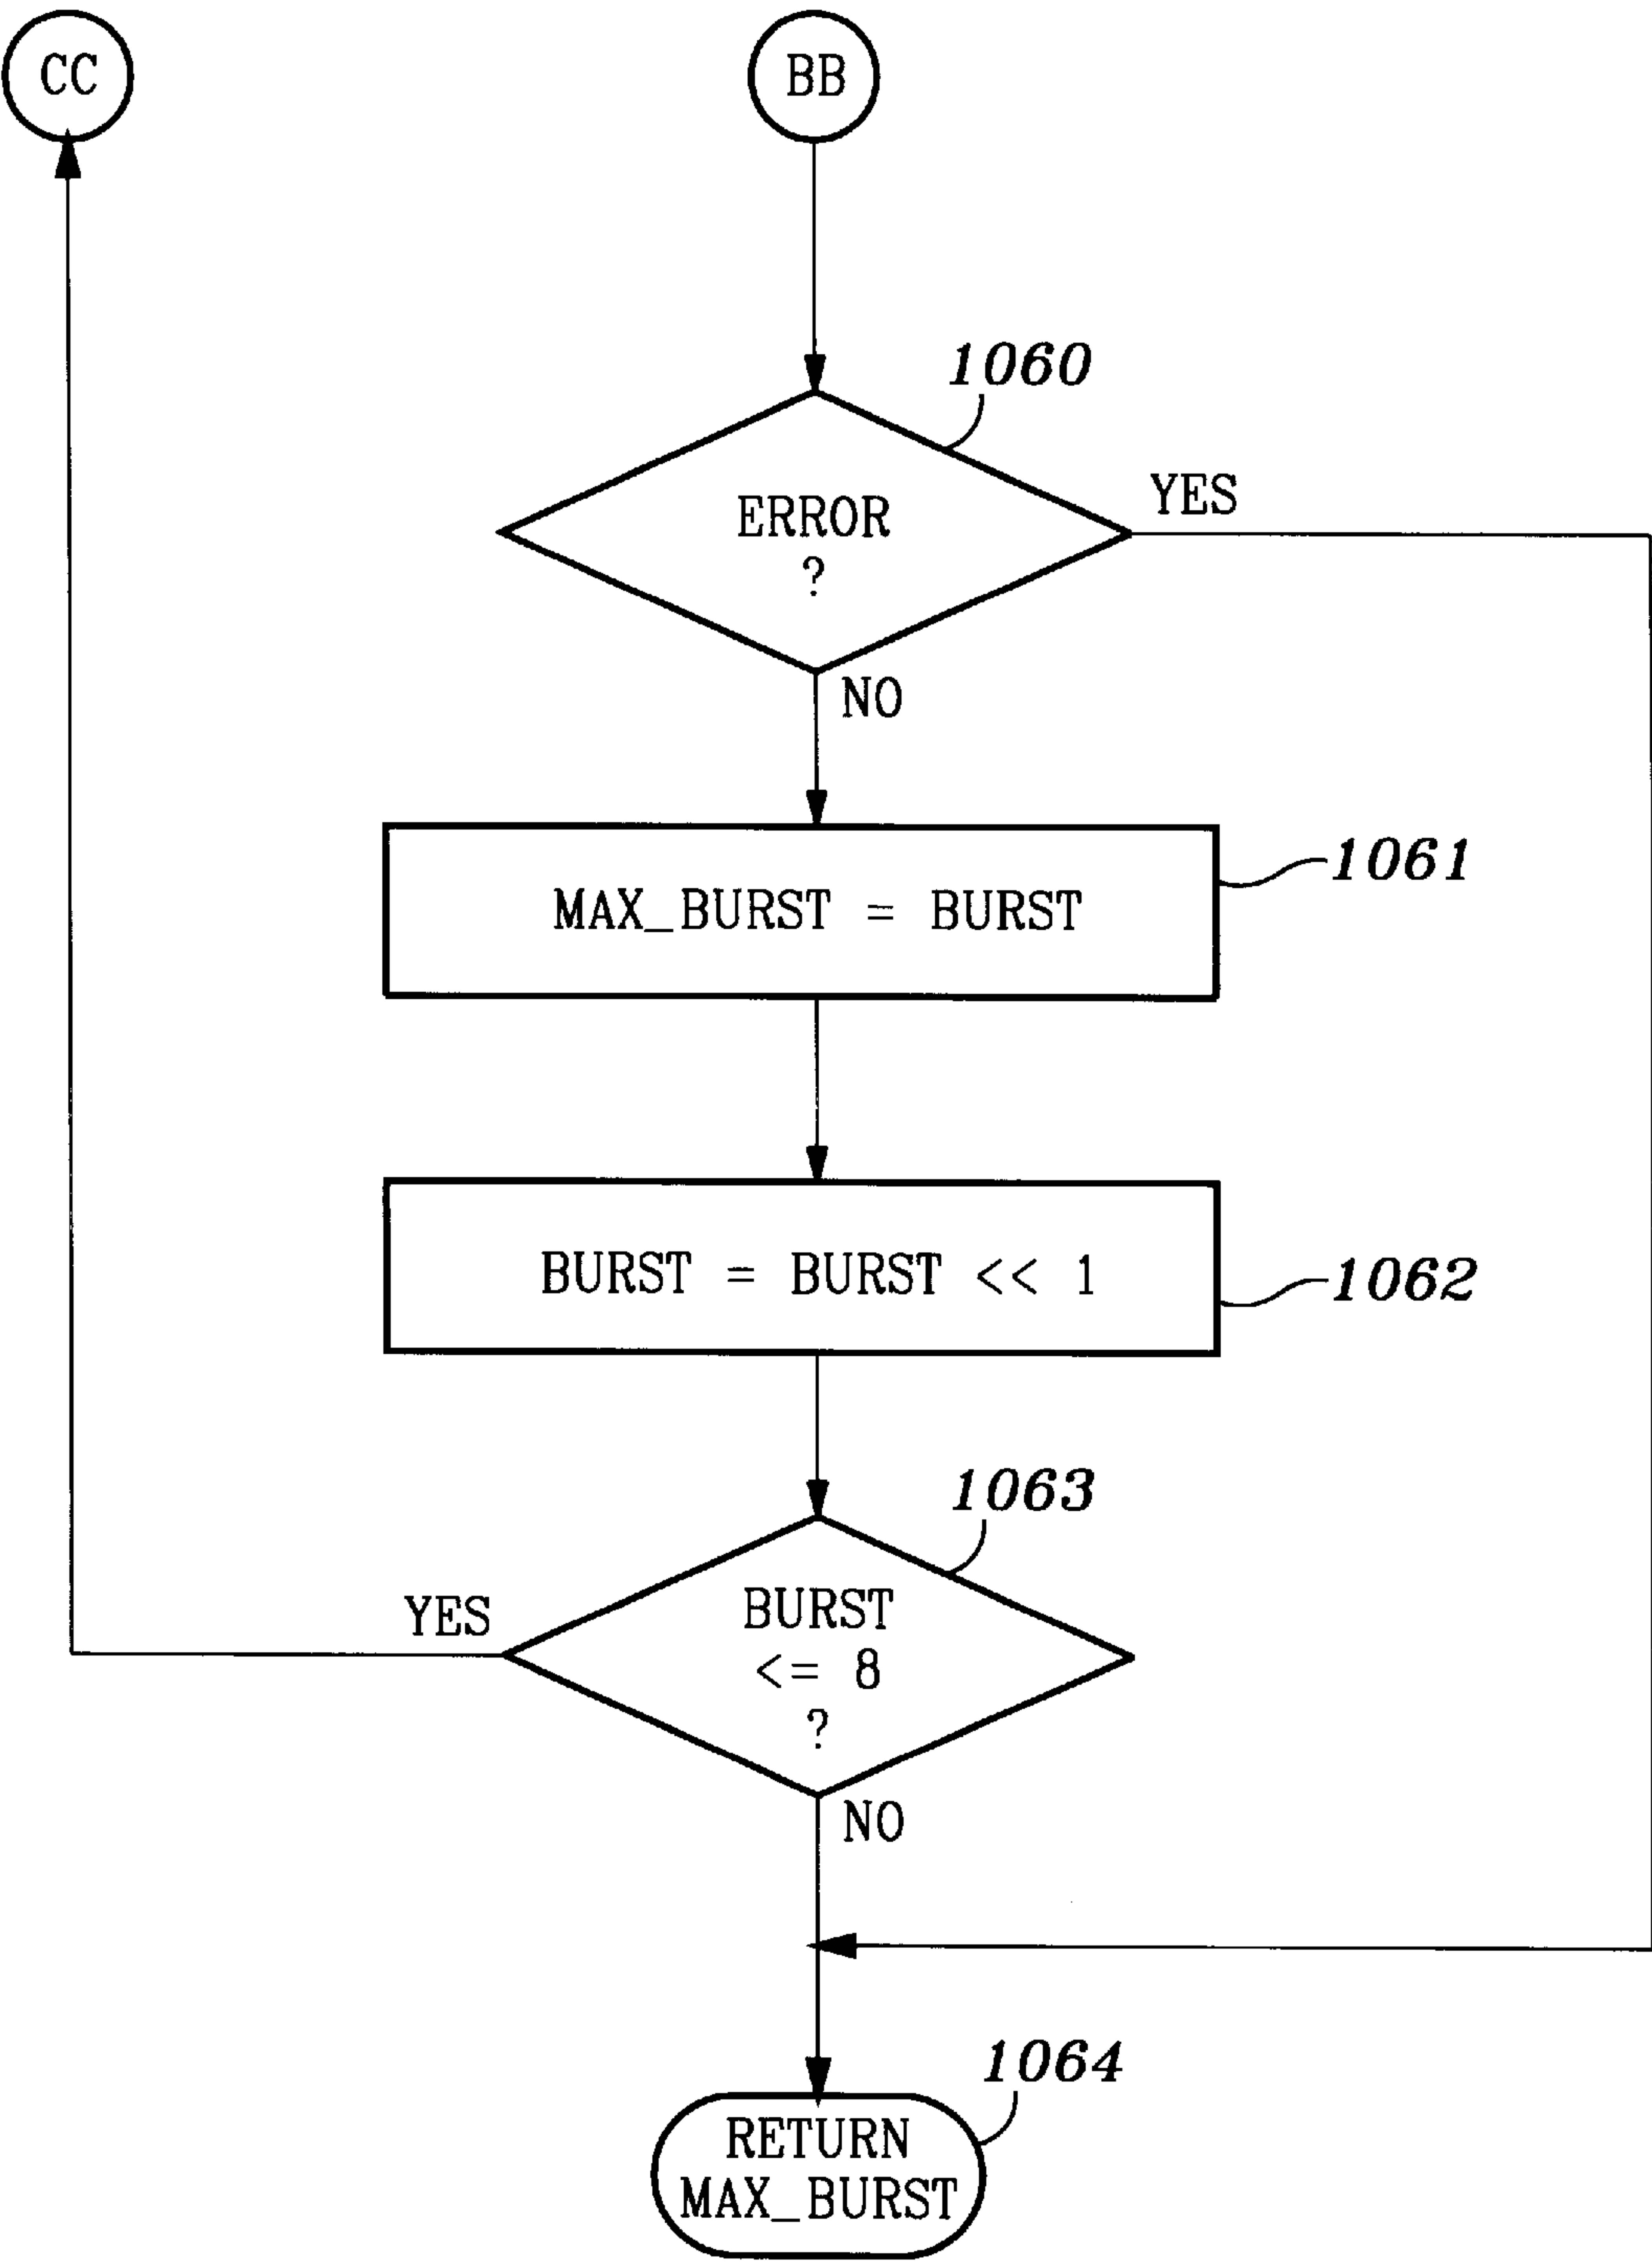 CC
BB
1060
ERROR
?
YES
NO
1061
MAX_BURST = BURST
1062
BURST = BURST << 1
1063
YES
BURST
<= 8
?
NO
1064
RETURN
MAX_BURST